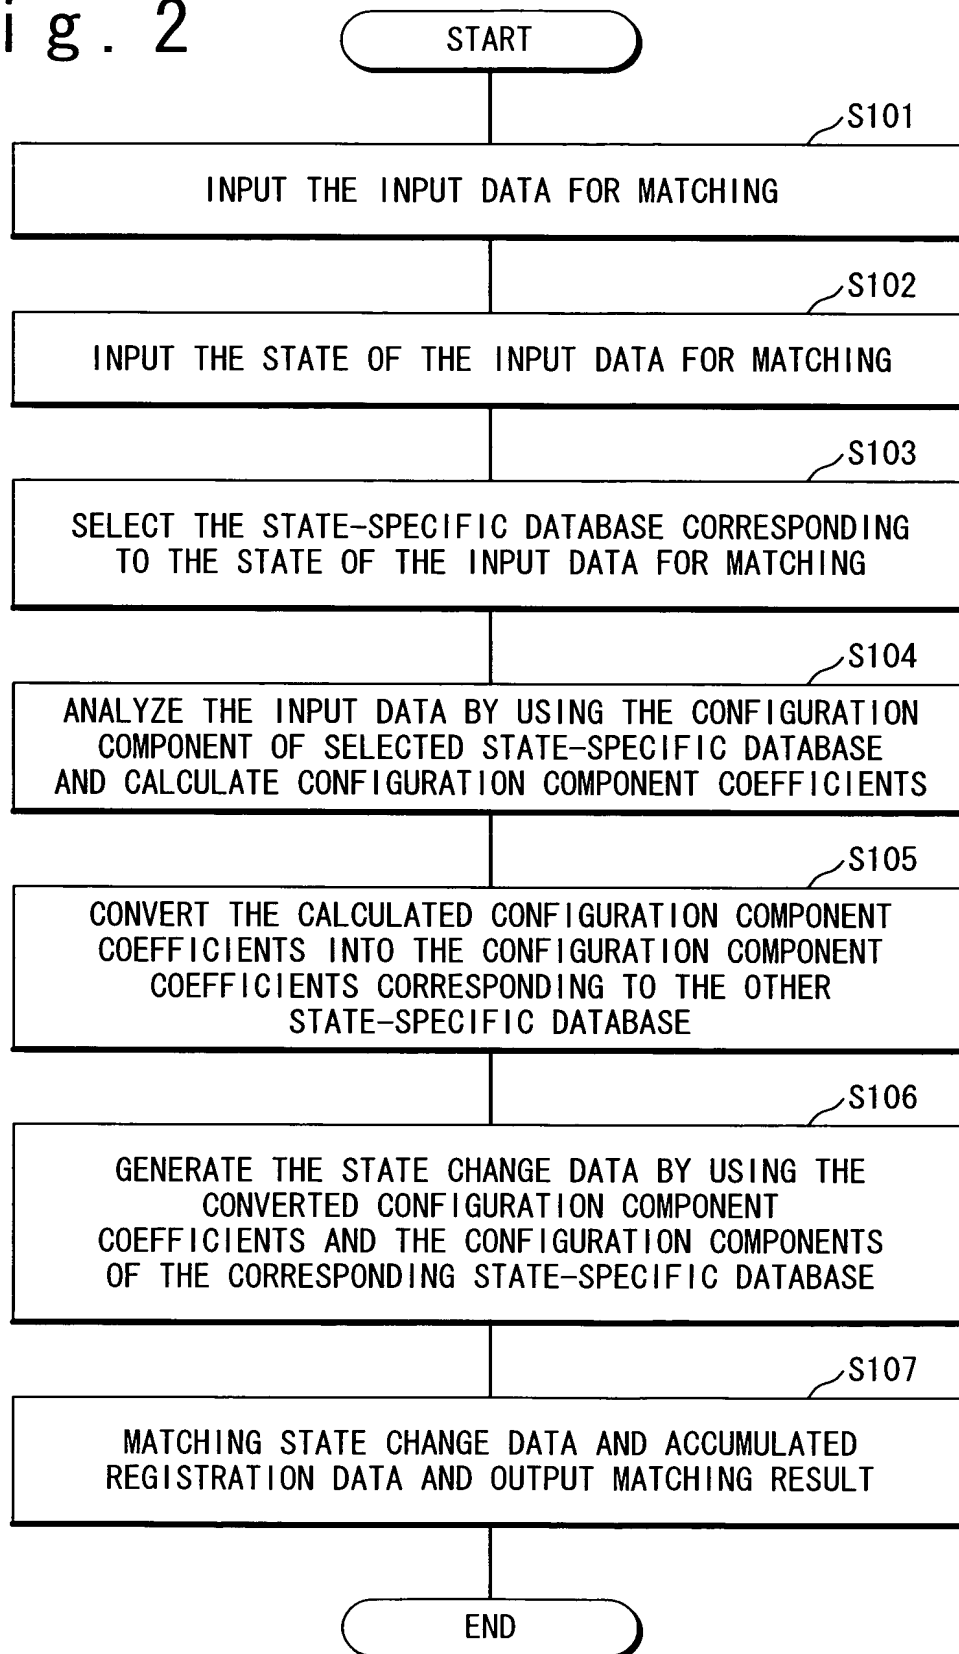 ig. 2
START
S101
INPUT THE INPUT DATA FOR MATCHING
S102
INPUT THE STATE OF THE INPUT DATA FOR MATCHING
S103
SELECT THE STATE-SPECIFIC DATABASE CORRESPONDING
TO THE STATE OF THE INPUT DATA FOR MATCHING
S104
ANALYZE THE INPUT DATA BY USING THE CONFIGURATION
COMPONENT OF SELECTED STATE-SPECIFIC DATABASE
AND CALCULATE CONFIGURATION COMPONENT COEFFICIENTS
S105
CONVERT THE CALCULATED CONFIGURATION COMPONENT
COEFFICIENTS INTO THE CONFIGURATION COMPONENT
COEFFICIENTS CORRESPONDING TO THE OTHER
STATE-SPECIFIC DATABASE
S106
GENERATE THE STATE CHANGE DATA BY USING THE
CONVERTED CONFIGURATION COMPONENT
COEFFICIENTS AND THE CONFIGURATION COMPONENTS
OF THE CORRESPONDING STATE-SPECIFIC DATABASE
S107
MATCHING STATE CHANGE DATA AND ACCUMULATED
REGISTRATION DATA AND OUTPUT MATCHING RESULT
END